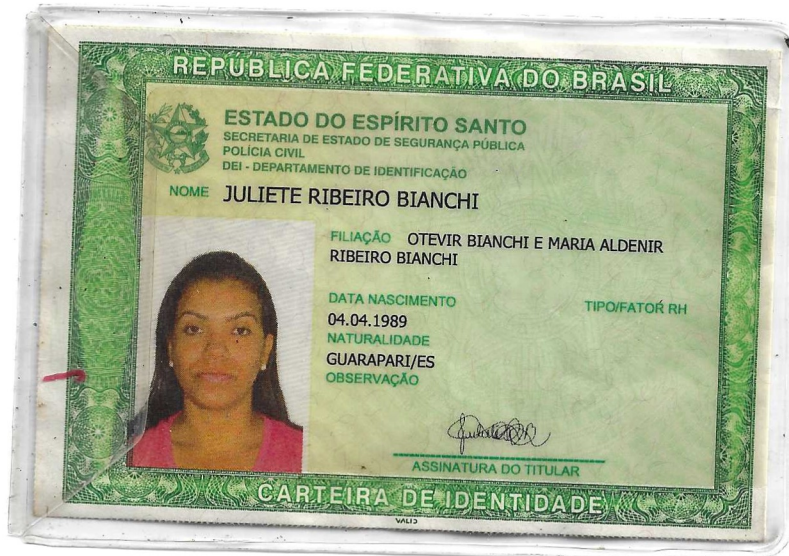 REPÚBLICA FEDERATIVA DO BRASIL
ESTADO DO ESPÍRITO SANTO
SECRETARIA DE ESTADO DE SEGURANÇA PÚBLICA
POLÍCIA CIVIL
DEI - DEPARTAMENTO DE IDENTIFICAÇÃO
NOME JULIETE RIBEIRO BIANCHI
FILIAÇÃO OTEVIR BIANCHI E MARIA ALDENIR
RIBEIRO BIANCHI
DATA NASCIMENTO TIPO/FATOR RH
04.04.1989
NATURALIDADE
GUARAPARI/ES
OBSERVAÇÃO
ASSINATURA DO TITULAR
CARTEIRA DE IDENTIDADE